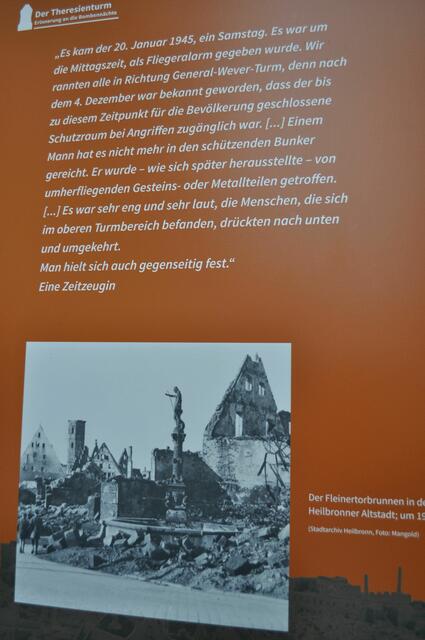 Der Theresienturm
Erinnerung an die Bombennächte
„Es kam der 20. Januar 1945, ein Samstag. Es war um
die Mittagszeit, als Fliegeralarm gegeben wurde. Wir
rannten alle in Richtung General-Wever-Turm, denn nach
dem 4. Dezember war bekannt geworden, dass der bis
zu diesem Zeitpunkt für die Bevölkerung geschlossene
Schutzraum bei Angriffen zugänglich war. [...] Einem
Mann hat es nicht mehr in den schützenden Bunker
gereicht. Er wurde – wie sich später herausstellte – von
umherfliegenden Gesteins- oder Metallteilen getroffen.
[...] Es war sehr eng und sehr laut, die Menschen, die sich
im oberen Turmbereich befanden, drückten nach unten
und umgekehrt.
Man hielt sich auch gegenseitig fest.“
Eine Zeitzeugin
Der Fleinertorbrunnen in de
Heilbronner Altstadt; um 19
(Stadtarchiv Heilbronn, Foto: Mangold)